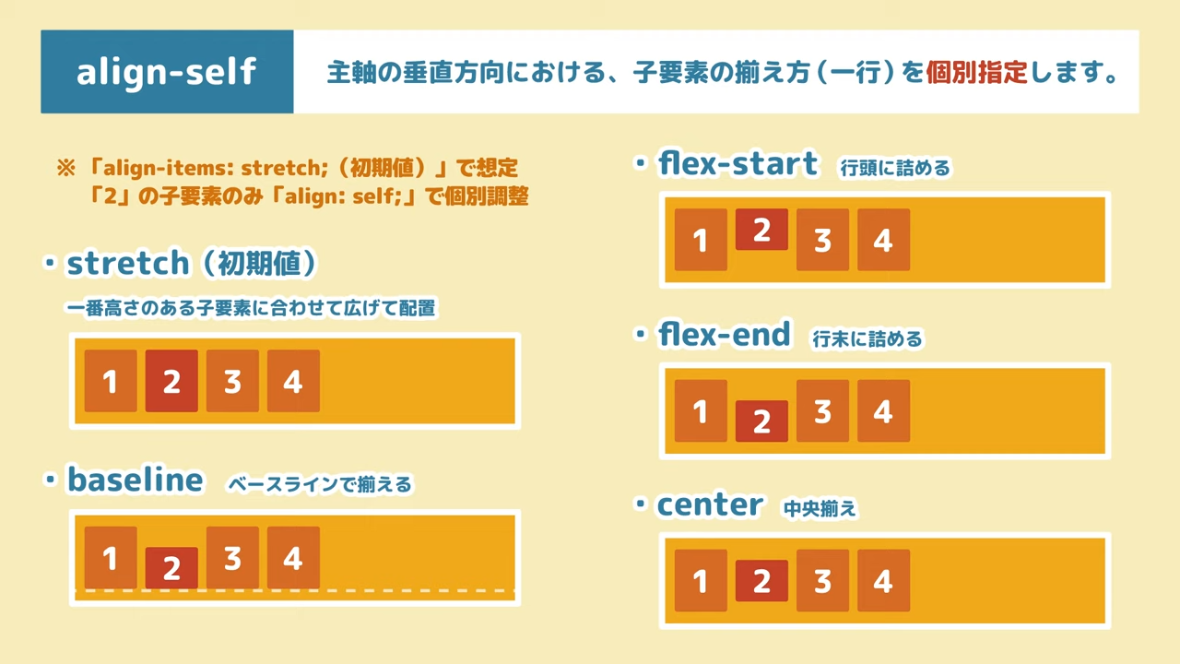 align-self
主軸の垂直方向における、子要素の揃え方（一行）を個別指定します。
※ 「align-items: stretch;（初期値）」で想定
「2」の子要素のみ「align: self;」で個別調整
・stretch（初期値）
一番高さのある子要素に合わせて広げて配置
1 2 3 4
・baseline ベースラインで揃える
1 2 3 4
・flex-start 行頭に詰める
1 2 3 4
・flex-end 行末に詰める
1 2 3 4
・center 中央揃え
1 2 3 4